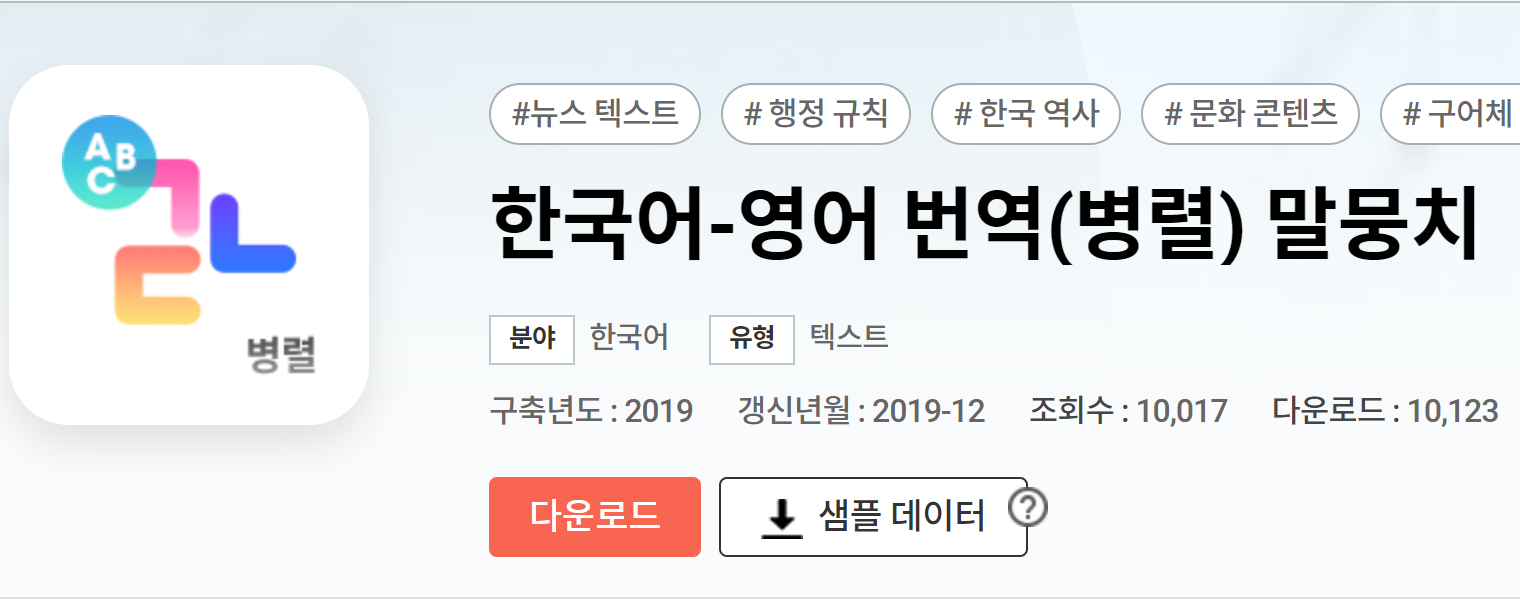 #뉴스 텍스트 # 행정 규칙 # 한국 역사 # 문화 콘텐츠 # 구어체
A B
C
한국어-영어 번역(병렬) 말뭉치
병렬
분야 한국어 유형 텍스트
구축년도 : 2019 갱신년월 : 2019-12 조회수 : 10,017 다운로드 : 10,123
다운로드 샘플 데이터 ?